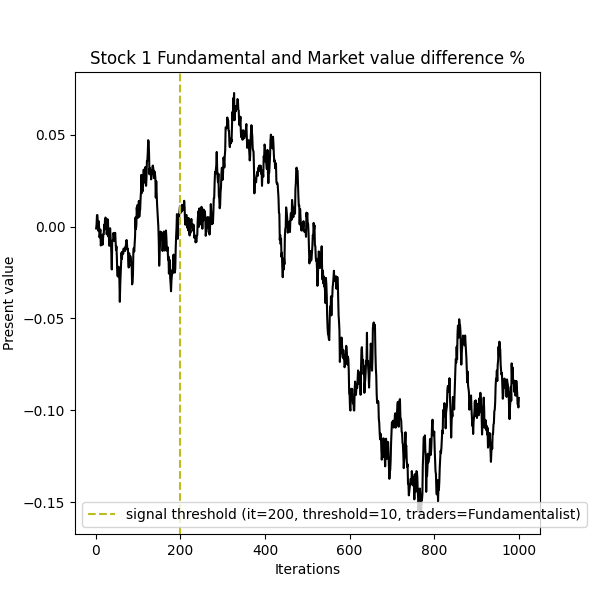 Stock 1 Fundamental and Market value difference %
Present value
0.05
0.00
−0.05
−0.10
−0.15
signal threshold (it=200, threshold=10, traders=Fundamentalist)
0 200 400 600 800 1000
Iterations